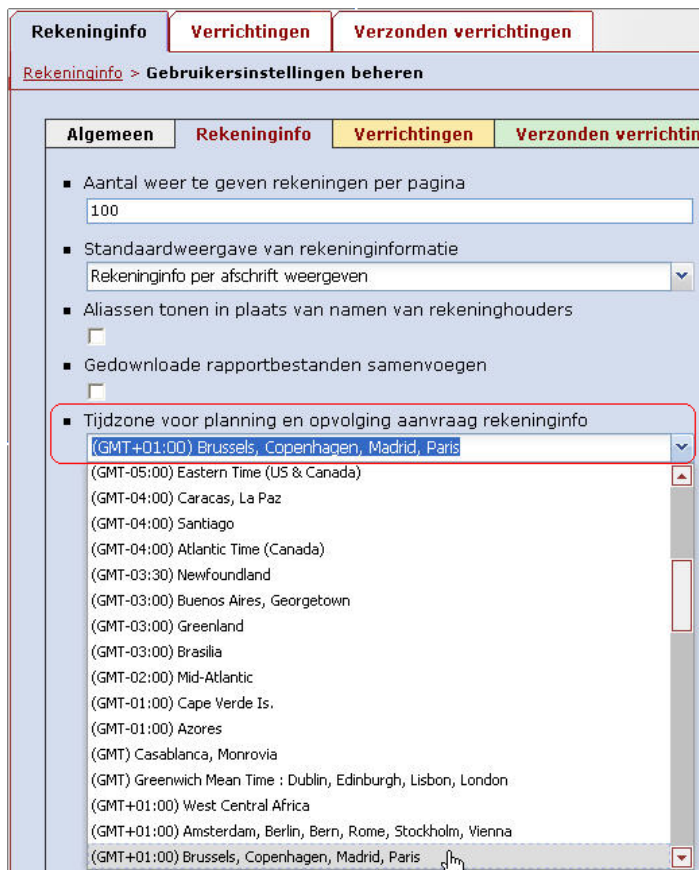 Rekeninginfo Verrichtingen Verzonden verrichtingen
Rekeninginfo > Gebruikersinstellingen beheren
Algemeen Rekeninginfo Verrichtingen Verzonden verrichtin
Aantal weer te geven rekeningen per pagina
100
Standaardweergave van rekeninginformatie
Rekeninginfo per afschrift weergeven
Aliassen tonen in plaats van namen van rekeninghouders
Gedownloade rapportbestanden samenvoegen
Tijdzone voor planning en opvolging aanvraag rekeninginfo
(GMT+01:00) Brussels, Copenhagen, Madrid, Paris
(GMT-05:00) Eastern Time (US & Canada)
(GMT-04:00) Caracas, La Paz
(GMT-04:00) Santiago
(GMT-04:00) Atlantic Time (Canada)
(GMT-03:30) Newfoundland
(GMT-03:00) Buenos Aires, Georgetown
(GMT-03:00) Greenland
(GMT-03:00) Brasilia
(GMT-02:00) Mid-Atlantic
(GMT-01:00) Cape Verde Is.
(GMT-01:00) Azores
(GMT) Casablanca, Monrovia
(GMT) Greenwich Mean Time : Dublin, Edinburgh, Lisbon, London
(GMT+01:00) West Central Africa
(GMT+01:00) Amsterdam, Berlin, Bern, Rome, Stockholm, Vienna
(GMT+01:00) Brussels, Copenhagen, Madrid, Paris